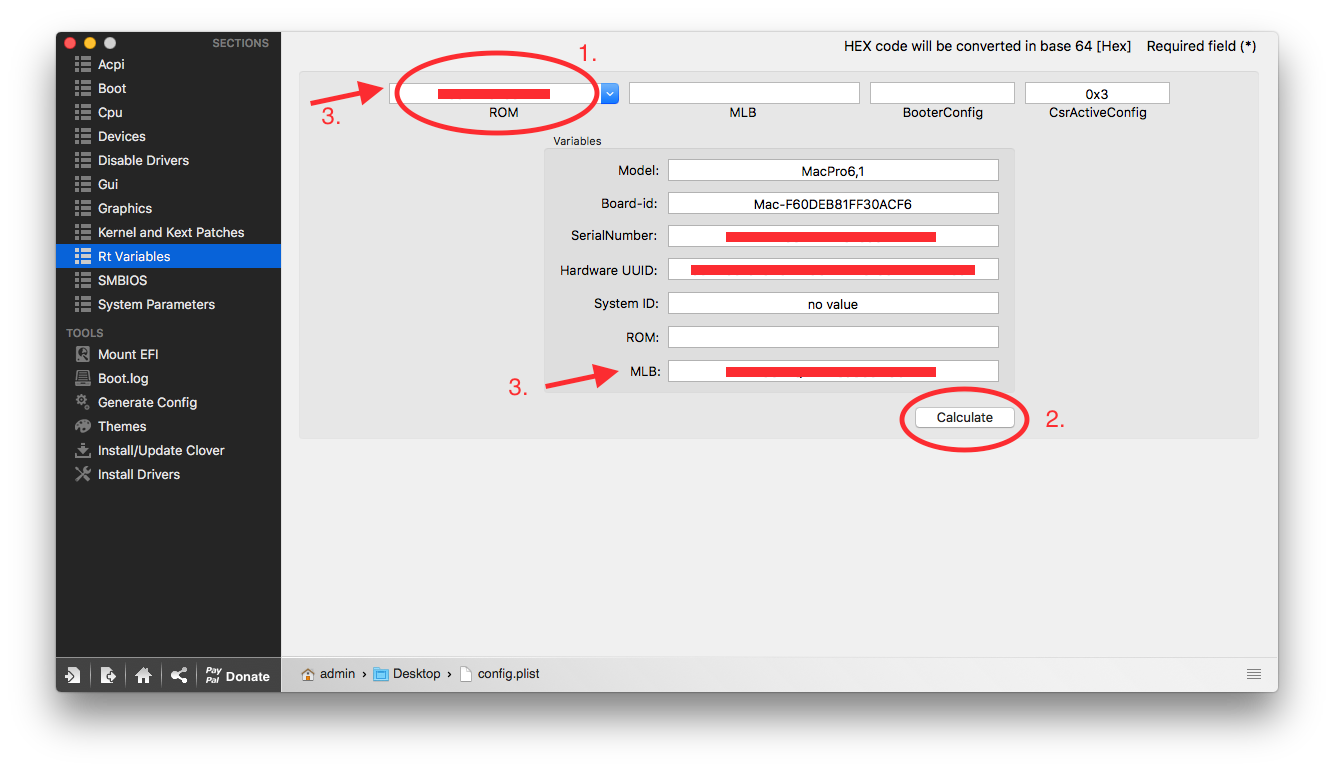 SECTIONS
Acpi
Boot
Cpu
Devices
Disable Drivers
Gui
Graphics
Kernel and Kext Patches
Rt Variables
SMBIOS
System Parameters
TOOLS
Mount EFI
Boot.log
Generate Config
Themes
Install/Update Clover
Install Drivers
Pay
Pal Donate
HEX code will be converted in base 64 [Hex] Required field (*)
1.
3.
0x3
ROM MLB BooterConfig CsrActiveConfig
Variables
Model: MacPro6,1
Board-id: Mac-F60DEB81FF30ACF6
SerialNumber:
Hardware UUID:
System ID: no value
ROM:
3. MLB:
Calculate 2.
admin › Desktop › config.plist